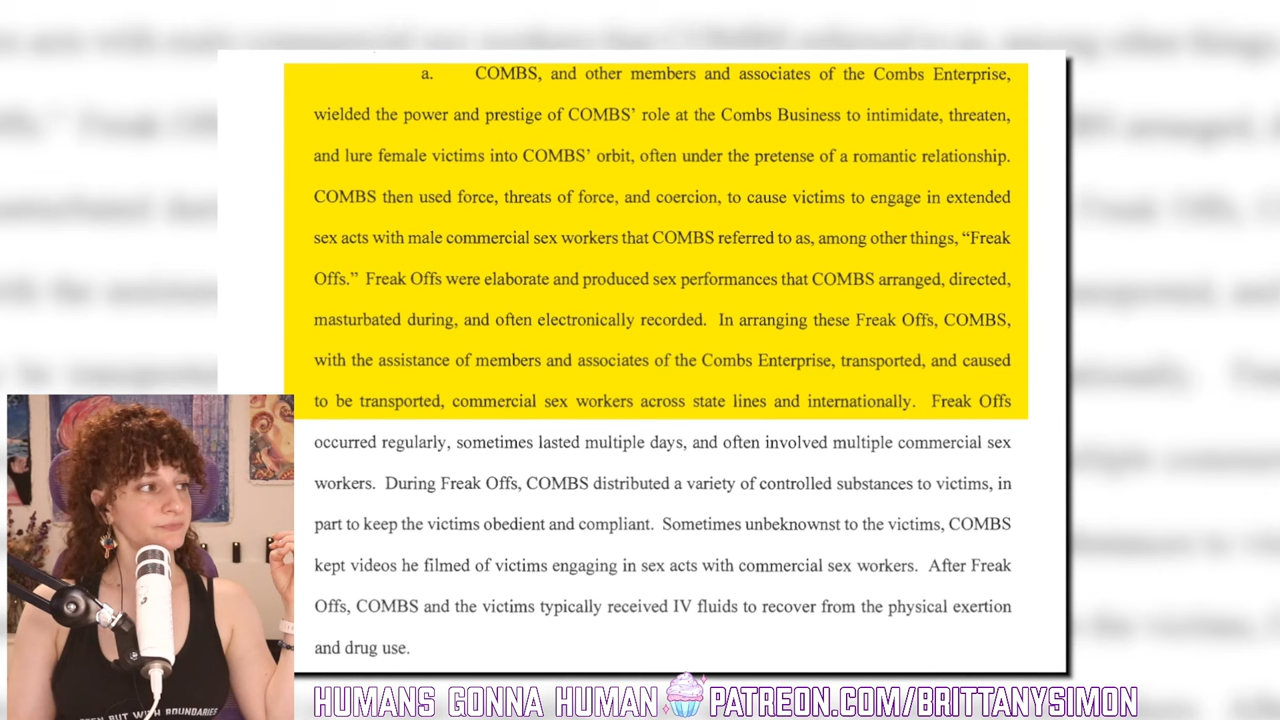 a. COMBS, and other members and associates of the Combs Enterprise,
wielded the power and prestige of COMBS’ role at the Combs Business to intimidate, threaten,
and lure female victims into COMBS’ orbit, often under the pretense of a romantic relationship.
COMBS then used force, threats of force, and coercion, to cause victims to engage in extended
sex acts with male commercial sex workers that COMBS referred to as, among other things, “Freak
Offs.” Freak Offs were elaborate and produced sex performances that COMBS arranged, directed,
masturbated during, and often electronically recorded. In arranging these Freak Offs, COMBS,
with the assistance of members and associates of the Combs Enterprise, transported, and caused
to be transported, commercial sex workers across state lines and internationally. Freak Offs
occurred regularly, sometimes lasted multiple days, and often involved multiple commercial sex
workers. During Freak Offs, COMBS distributed a variety of controlled substances to victims, in
part to keep the victims obedient and compliant. Sometimes unbeknownst to the victims, COMBS
kept videos he filmed of victims engaging in sex acts with commercial sex workers. After Freak
Offs, COMBS and the victims typically received IV fluids to recover from the physical exertion
and drug use.
BUT WITH BOUNDARIES
HUMANS GONNA HUMAN PATREON.COM/BRITTANYSIMON